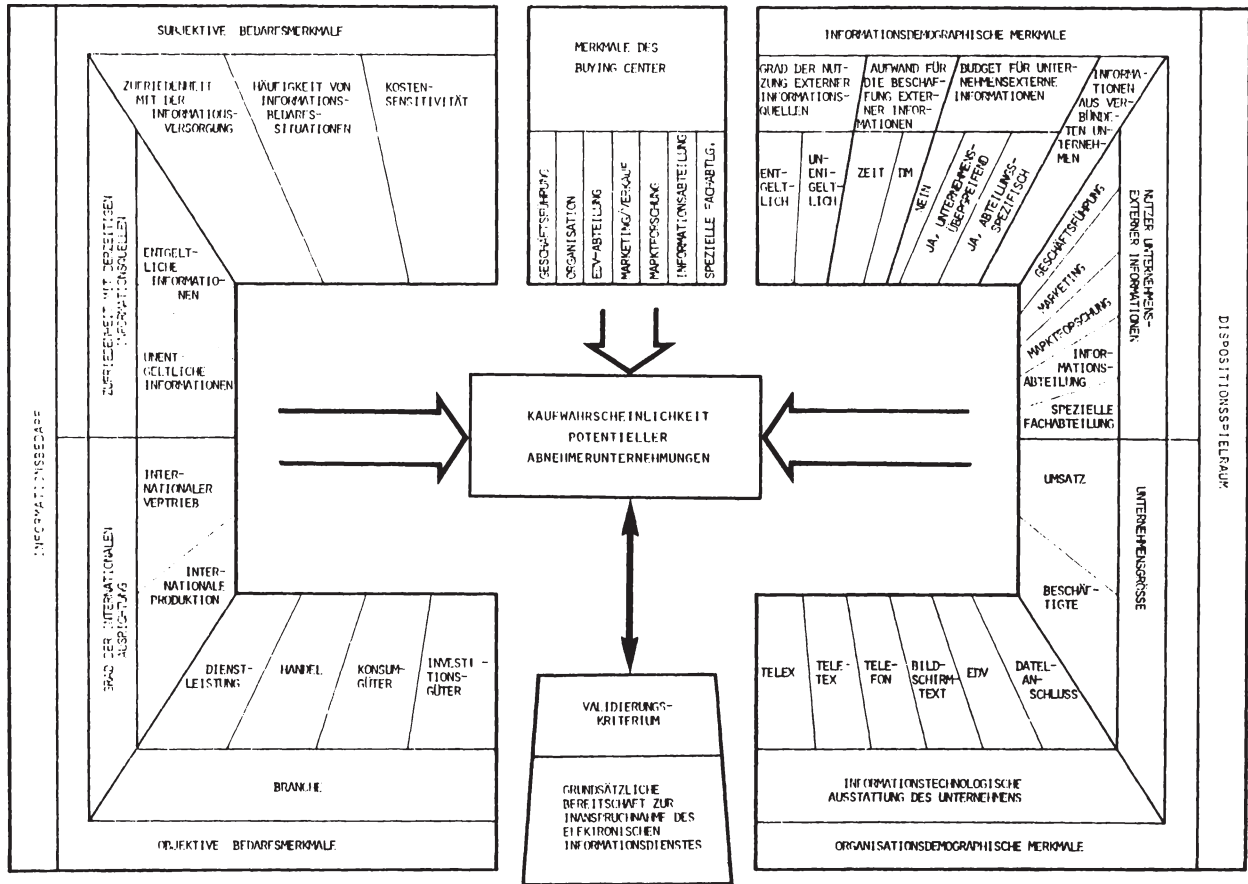 SUBJEKTIVE BEDARFSMERKMALE
ZUFRIEDENHEIT
MIT DER
INFORMATIONS-
VERSORGUNG
HÄUFIGKEIT VON
INFORMATIONS-
BEDARFS-
SITUATIONEN
KOSTEN-
SENSITIVITÄT
INFORMATIONSBEDARF
ZUFRIEDENHEIT MIT DERZEITIGEN
INFORMATIONSQUELLEN
ENTGELT-
LICHE
INFORMATIO-
NEN
UNENT-
GELTLICHE
INFORMATIONEN
GRAD DER INTERNATIONALEN
AUSRICHTUNG
INTER-
NATIONALER
VERTRIEB
INTER-
NATIONALE
PRODUKTION
DIENST-
LEISTUNG
HANDEL
KONSUM-
GÜTER
INVESTI-
TIONS-
GÜTER
BRANCHE
OBJEKTIVE BEDARFSMERKMALE
MERKMALE DES
BUYING CENTER
GESCHÄFTSFÜHRUNG
ORGANISATION
EDV-ABTEILUNG
MARKETING/VERKAUF
MARKTFORSCHUNG
INFORMATIONSABTEILUNG
SPEZIELLE FACHABTLG.
KAUFWAHRSCHEINLICHKEIT
POTENTIELLER
ABNEHMERUNTERNEHMUNGEN
VALIDIERUNGS-
KRITERIUM
GRUNDSÄTZLICHE
BEREITSCHAFT ZUR
INANSPRUCHNAHME DES
ELEKTRONISCHEN
INFORMATIONSDIENSTES
INFORMATIONSDEMOGRAPHISCHE MERKMALE
GRAD DER NUT-
ZUNG EXTERNER
INFORMATIONS-
QUELLEN
AUFWAND FÜR
DIE BESCHAF-
FUNG EXTER-
NER INFOR-
MATIONEN
BUDGET FÜR UNTER-
NEHMENSEXTERNE
INFORMATIONEN
INFORMA-
TIONEN
AUS VER-
BÜNDE-
TEN UN-
TERNEH-
MEN
ENT-
GELT-
LICH
UN-
ENT-
GELT-
LICH
ZEIT
DM
NEIN
JA, UNTERNEHMENS-
ÜBERGREIFEND
JA, ABTEILUNGS-
SPEZIFISCH
GESCHÄFTSFÜHRUNG
MARKETING
MARKTFORSCHUNG
INFOR-
MATIONS-
ABTEILUNG
SPEZIELLE
FACHABTEILUNG
NUTZER UNTERNEHMENS-
EXTERNER INFORMATIONEN
DISPOSITIONSSPIELRAUM
UMSATZ
BESCHÄF-
TIGTE
UNTERNEHMENSGRÖSSE
TELEX
TELE-
TEX
TELE-
FON
BILD-
SCHIRM-
TEXT
EDV
DATEL-
AN-
SCHLUSS
INFORMATIONSTECHNOLOGISCHE
AUSSTATTUNG DES UNTERNEHMENS
ORGANISATIONSDEMOGRAPHISCHE MERKMALE